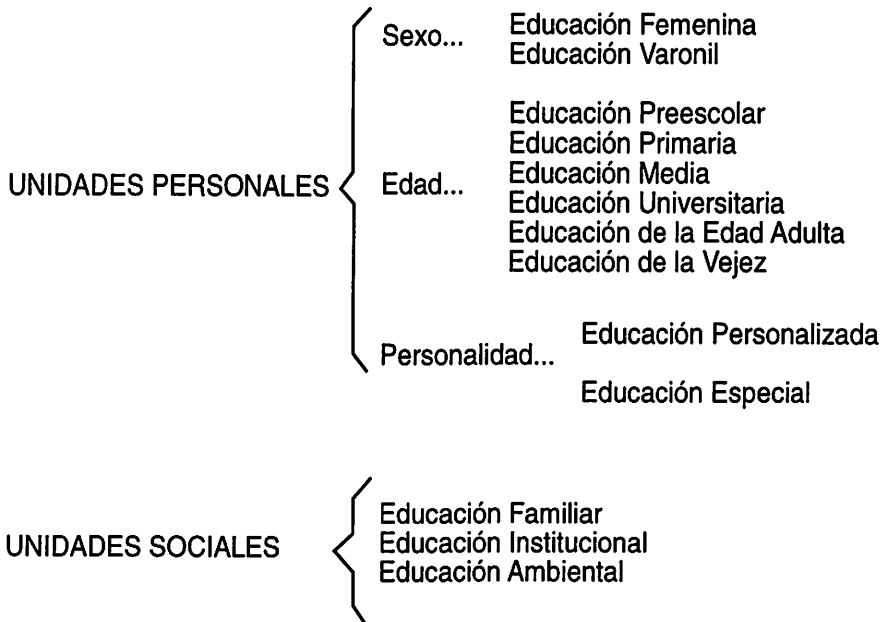 Sexo...
Educación Femenina
Educación Varonil
UNIDADES PERSONALES
Edad...
Educación Preescolar
Educación Primaria
Educación Media
Educación Universitaria
Educación de la Edad Adulta
Educación de la Vejez
Personalidad...
Educación Personalizada
Educación Especial
UNIDADES SOCIALES
Educación Familiar
Educación Institucional
Educación Ambiental